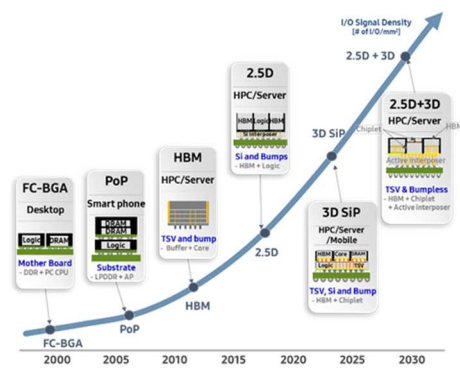 I/O Signal Density
[# of I/O/mm²]
2.5D + 3D
2.5D
HPC/Server
HBM Logic HBM
Si Interposer
Si and Bumps
- HBM + Logic
2.5D+3D
HPC/Server
Chiplet
HBM
Active Interposer
TSV & Bumpless
- HBM + Chiplet
+ Active interposer
3D SiP
HBM
HPC/Server
TSV and bump
- Buffer + Core
FC-BGA
Desktop
Logic DRAM
Mother Board
- DDR + PC CPU
PoP
Smart phone
DRAM
DRAM
Logic
Substrate
- LPDDR + AP
3D SiP
HPC/Server
/Mobile
HBM Core DRAM
Logic TSV
TSV, Si and Bump
- HBM + Chiplet
2.5D
HBM
PoP
FC-BGA
2000 2005 2010 2015 2020 2025 2030